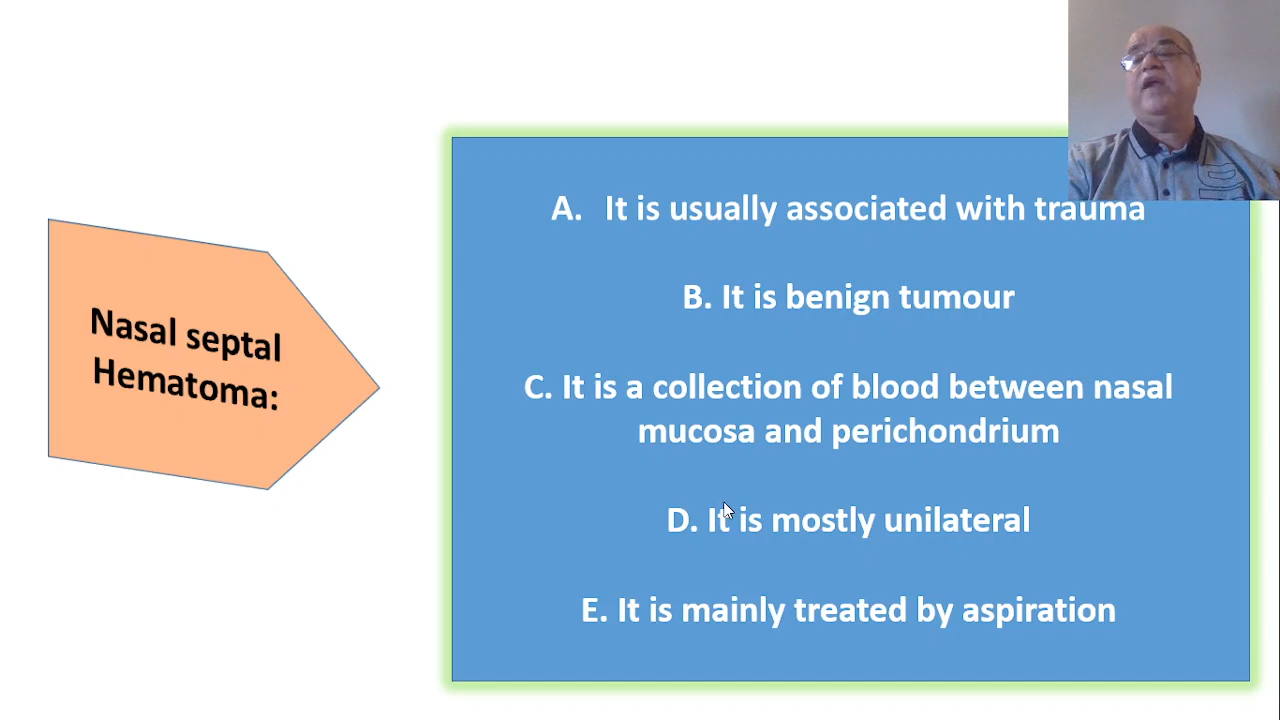 Nasal septal
Hematoma:
A. It is usually associated with trauma
B. It is benign tumour
C. It is a collection of blood between nasal
mucosa and perichondrium
D. It is mostly unilateral
E. It is mainly treated by aspiration